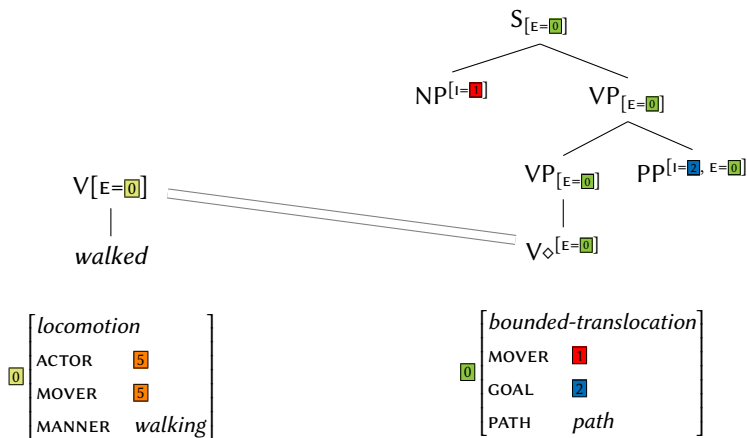 S[E=0]
NP[I=1] VP[E=0]
V[E=0] VP[E=0] PP[I=2, E=0]
walked V◇[E=0]
0 locomotion
ACTOR 5
MOVER 5
MANNER walking
0 bounded-translocation
MOVER 1
GOAL 2
PATH path